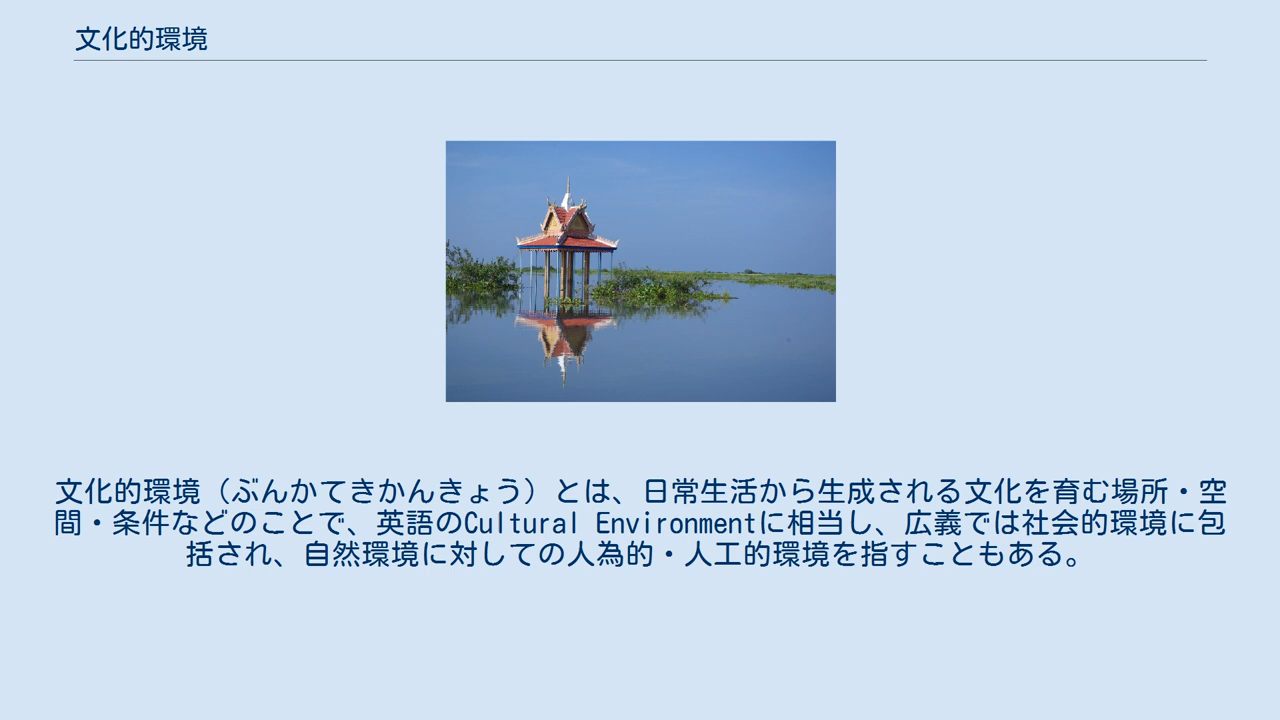 文化的環境
文化的環境（ぶんかてきかんきょう）とは、日常生活から生成される文化を育む場所・空
間・条件などのことで、英語のCultural Environmentに相当し、広義では社会的環境に包
括され、自然環境に対しての人為的・人工的環境を指すこともある。